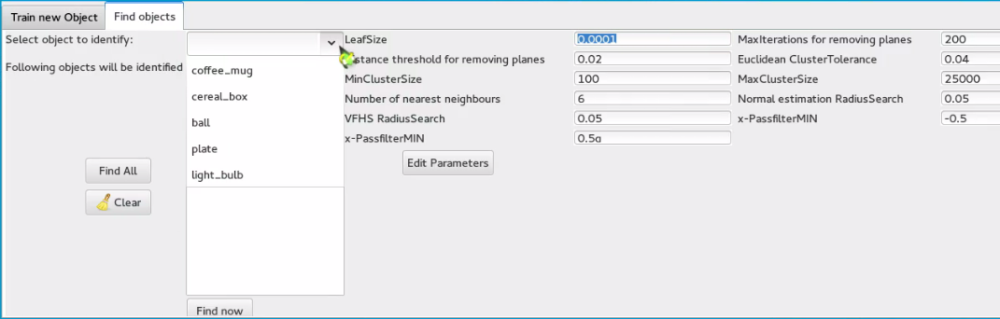 Train new Object Find objects
Select object to identify: LeafSize 0.0001 MaxIterations for removing planes 200
Following objects will be identified stance threshold for removing planes 0.02 Euclidean ClusterTolerance 0.04
coffee_mug
MinClusterSize 100 MaxClusterSize 25000
cereal_box
Number of nearest neighbours 6 Normal estimation RadiusSearch 0.05
ball
VFHS RadiusSearch 0.05 x-PassfilterMIN -0.5
plate
x-PassfilterMIN 0.5a
light_bulb
Find All Edit Parameters
Clear
Find now